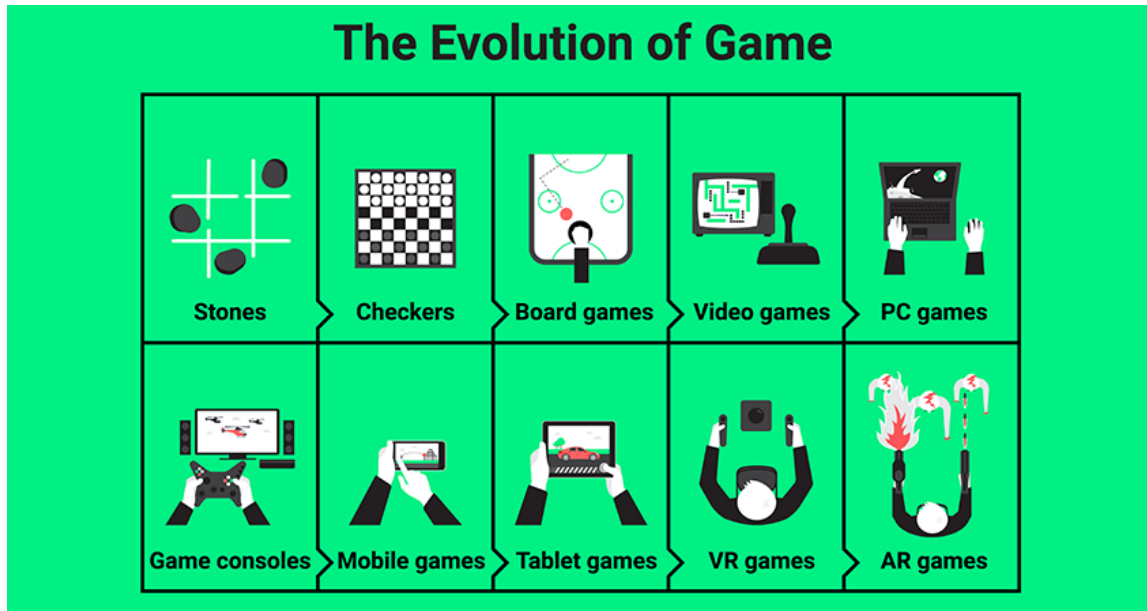 The Evolution of Game
Stones
Checkers
Board games
Video games
PC games
Game consoles
Mobile games
Tablet games
VR games
AR games